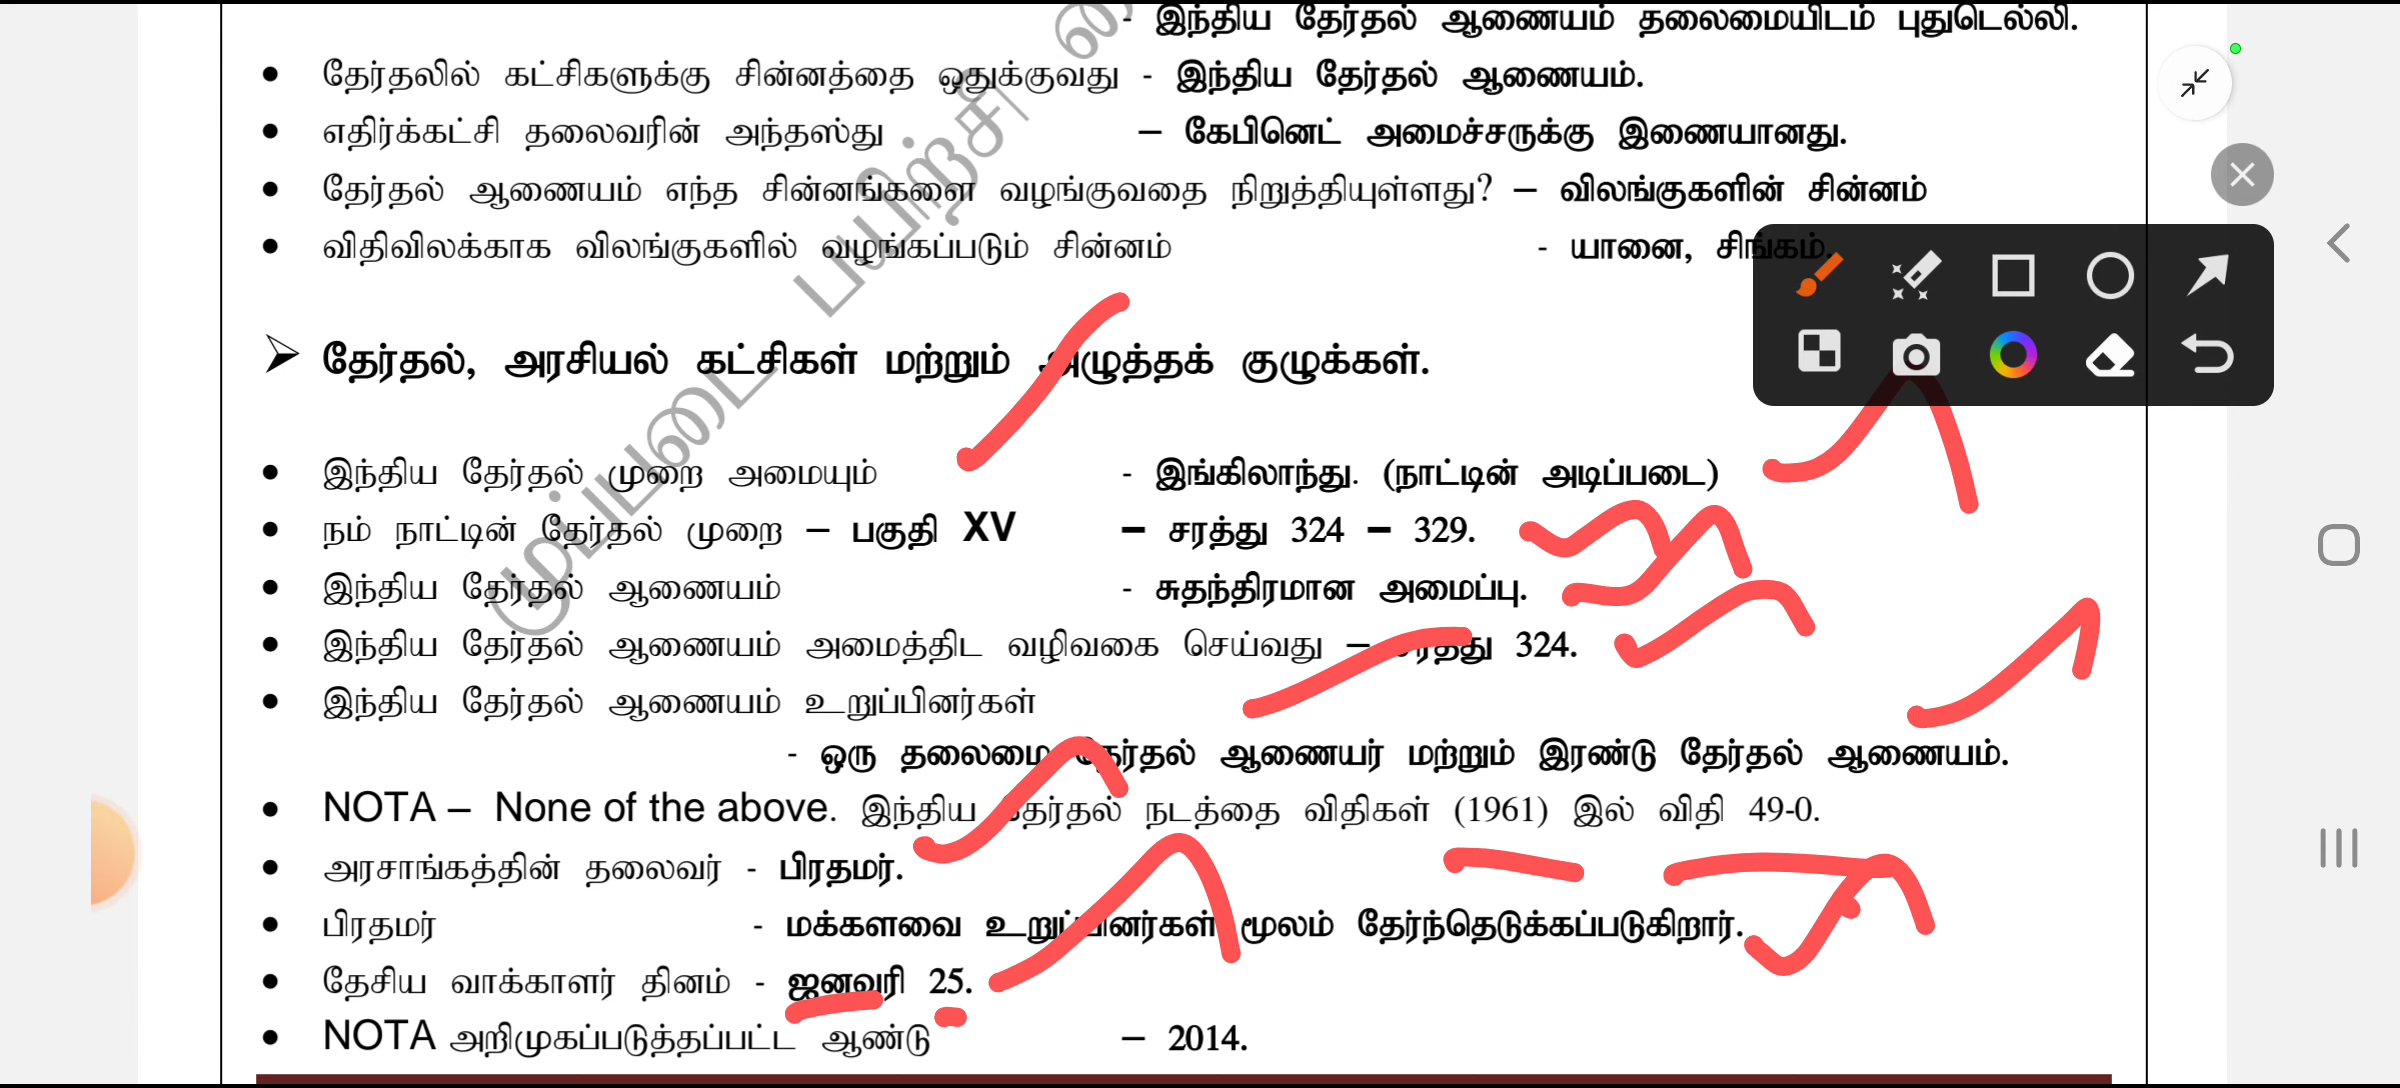 - இந்திய தேர்தல் ஆணையம் தலைமையிடம் புதுடெல்லி.
• தேர்தலில் கட்சிகளுக்கு சின்னத்தை ஒதுக்குவது - இந்திய தேர்தல் ஆணையம்.
• எதிர்க்கட்சி தலைவரின் அந்தஸ்து – கேபினெட் அமைச்சருக்கு இணையானது.
• தேர்தல் ஆணையம் எந்த சின்னங்களை வழங்குவதை நிறுத்தியுள்ளது? – விலங்குகளின் சின்னம்
• விதிவிலக்காக விலங்குகளில் வழங்கப்படும் சின்னம் - யானை, சிங்கம்.
➢ தேர்தல், அரசியல் கட்சிகள் மற்றும் அழுத்தக் குழுக்கள்.
• இந்திய தேர்தல் முறை அமையும் - இங்கிலாந்து. (நாட்டின் அடிப்படை)
• நம் நாட்டின் தேர்தல் முறை – பகுதி XV – சரத்து 324 – 329.
• இந்திய தேர்தல் ஆணையம் - சுதந்திரமான அமைப்பு.
• இந்திய தேர்தல் ஆணையம் அமைத்திட வழிவகை செய்வது – சரத்து 324.
• இந்திய தேர்தல் ஆணையம் உறுப்பினர்கள்
- ஒரு தலைமை தேர்தல் ஆணையர் மற்றும் இரண்டு தேர்தல் ஆணையம்.
• NOTA – None of the above. இந்திய தேர்தல் நடத்தை விதிகள் (1961) இல் விதி 49-0.
• அரசாங்கத்தின் தலைவர் - பிரதமர்.
• பிரதமர் - மக்களவை உறுப்பினர்கள் மூலம் தேர்ந்தெடுக்கப்படுகிறார்.
• தேசிய வாக்காளர் தினம் - ஜனவரி 25.
• NOTA அறிமுகப்படுத்தப்பட்ட ஆண்டு – 2014.
முப்படை பயிற்சி